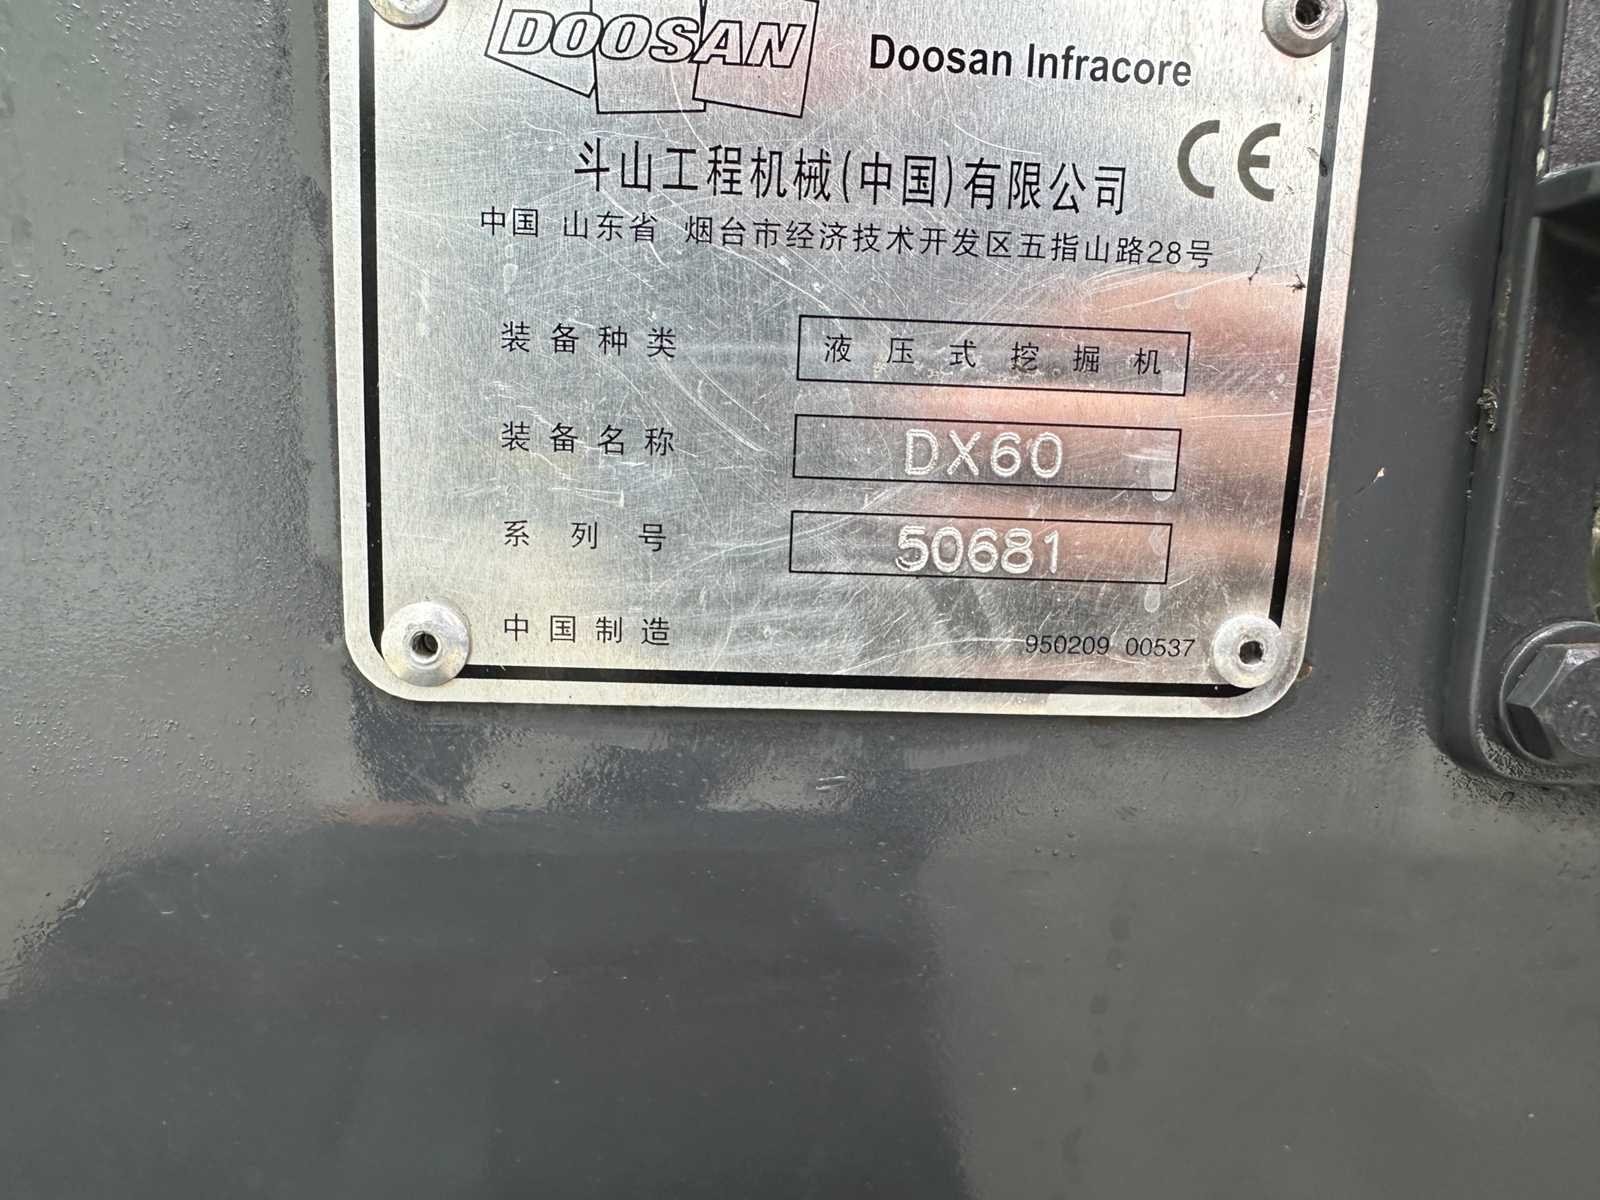 DOOSAN Doosan Infracore
斗山工程机械(中国)有限公司 CE
中国 山东省 烟台市经济技术开发区五指山路28号
装备种类 液压式挖掘机
装备名称 DX60
系列号 50681
中国制造 950209 00537